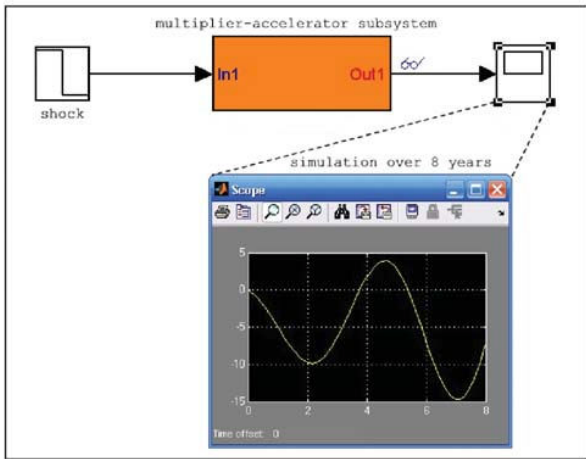 multiplier-accelerator subsystem
In1
Out1
shock
simulation over 8 years
Scope
5
0
-5
-10
-15
0
2
4
6
8
Time offset: 0